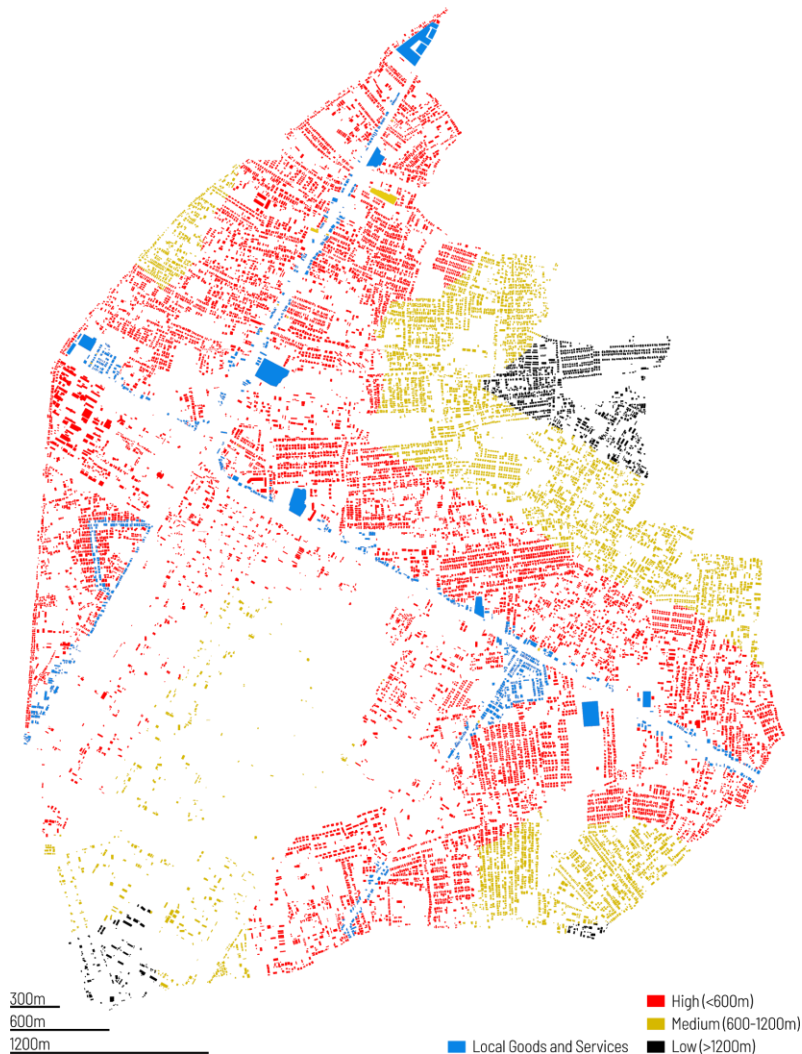 300m
600m
1200m
Local Goods and Services
High (<600m)
Medium (600-1200m)
Low (>1200m)